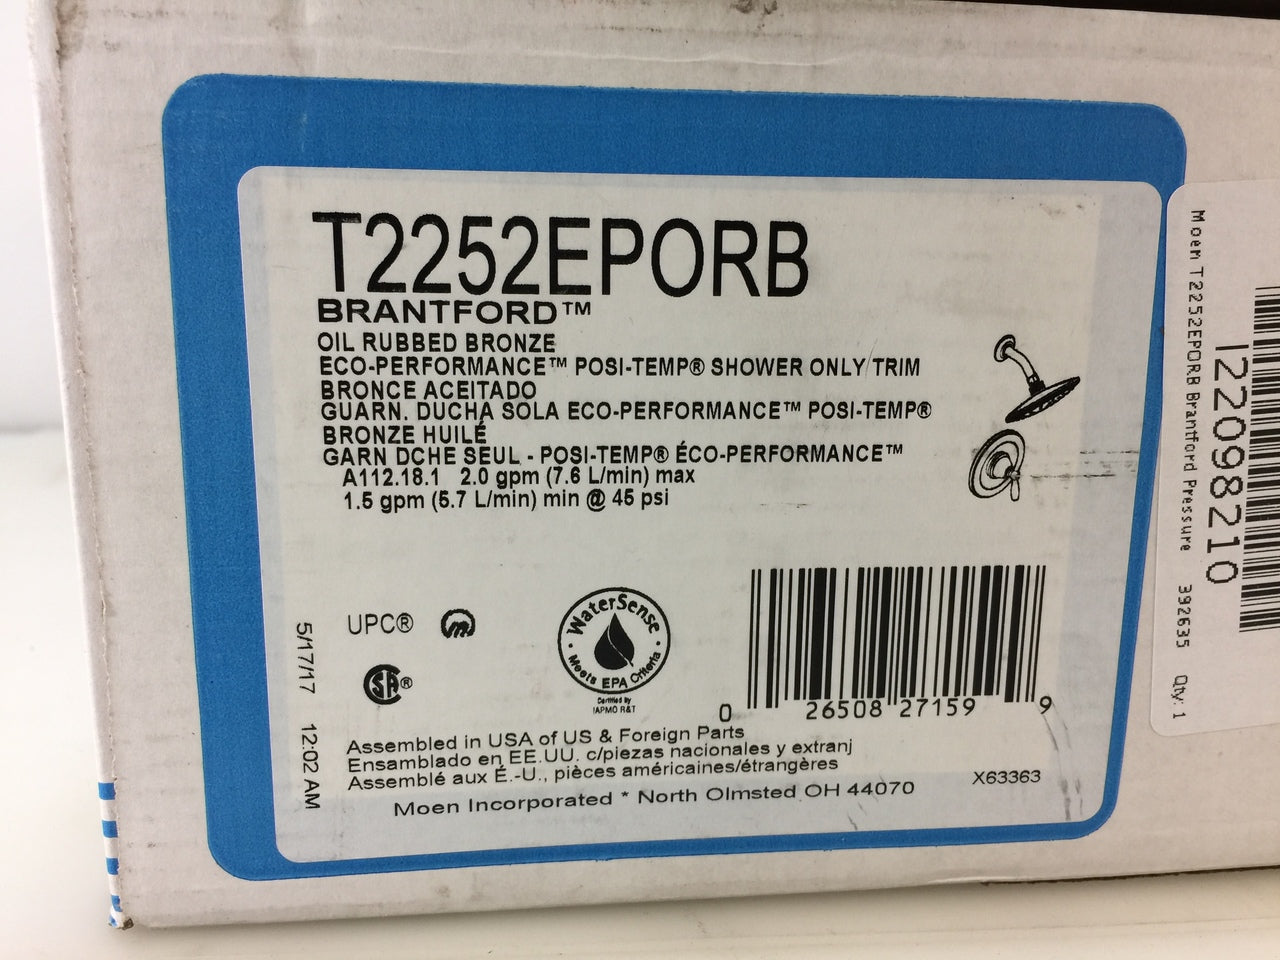 T2252EPORB
BRANTFORD™
OIL RUBBED BRONZE
ECO-PERFORMANCE™ POSI-TEMP® SHOWER ONLY TRIM
BRONCE ACEITADO
GUARN. DUCHA SOLA ECO-PERFORMANCE™ POSI-TEMP®
BRONZE HUILÉ
GARN DCHE SEUL - POSI-TEMP® ÉCO-PERFORMANCE™
A112.18.1 2.0 gpm (7.6 L/min) max
1.5 gpm (5.7 L/min) min @ 45 psi
UPC®
SA®
WaterSense
Meets EPA Criteria
Certified by
IAPMO R&T
0 26508 27159 9
5/17/17 12:02 AM
Assembled in USA of US & Foreign Parts
Ensamblado en EE.UU. c/piezas nacionales y extranj
Assemblé aux É.-U., pièces américaines/étrangères
X63363
Moen Incorporated * North Olmsted OH 44070
I22098210
Moen T2252EPORB Brantford Pressure 392635 Qty: 1